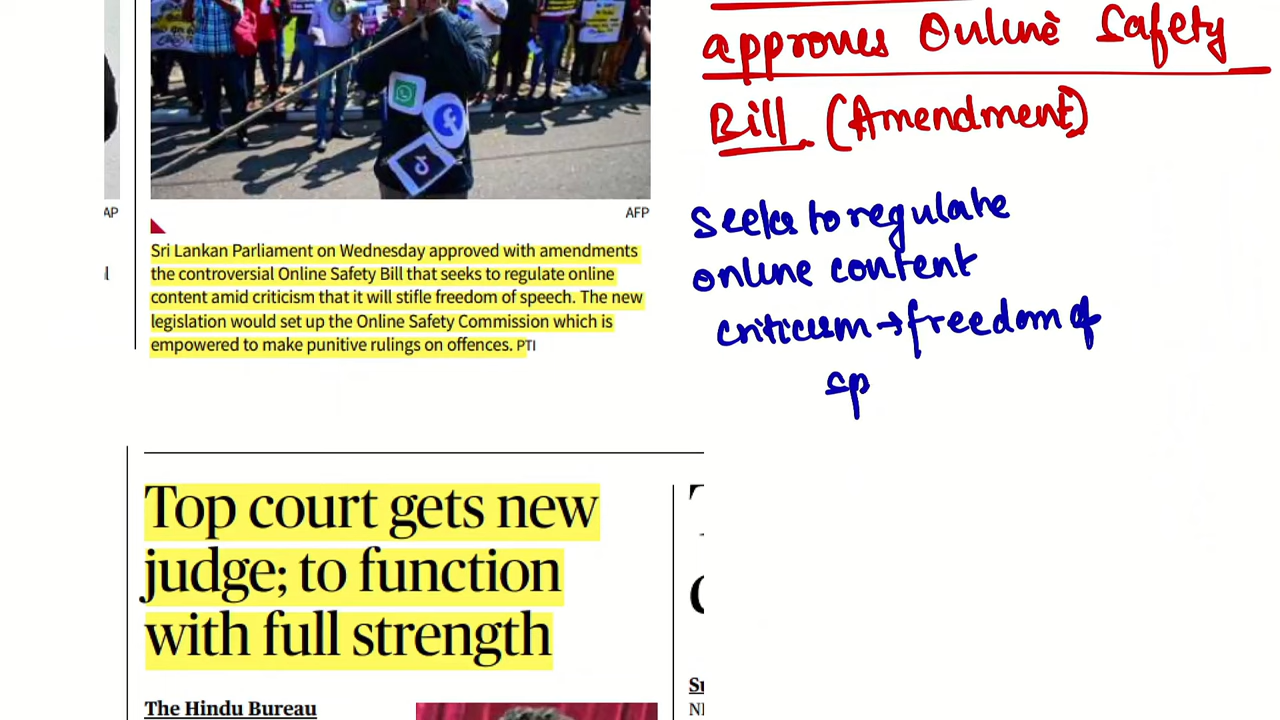 approves Online Safety
Bill. (Amendment)
AP
AFP
Sri Lankan Parliament on Wednesday approved with amendments
the controversial Online Safety Bill that seeks to regulate online
content amid criticism that it will stifle freedom of speech. The new
legislation would set up the Online Safety Commission which is
empowered to make punitive rulings on offences. PTI
Seeks to regulate
online content
criticism → freedom of
sp
Top court gets new
judge; to function
with full strength
The Hindu Bureau